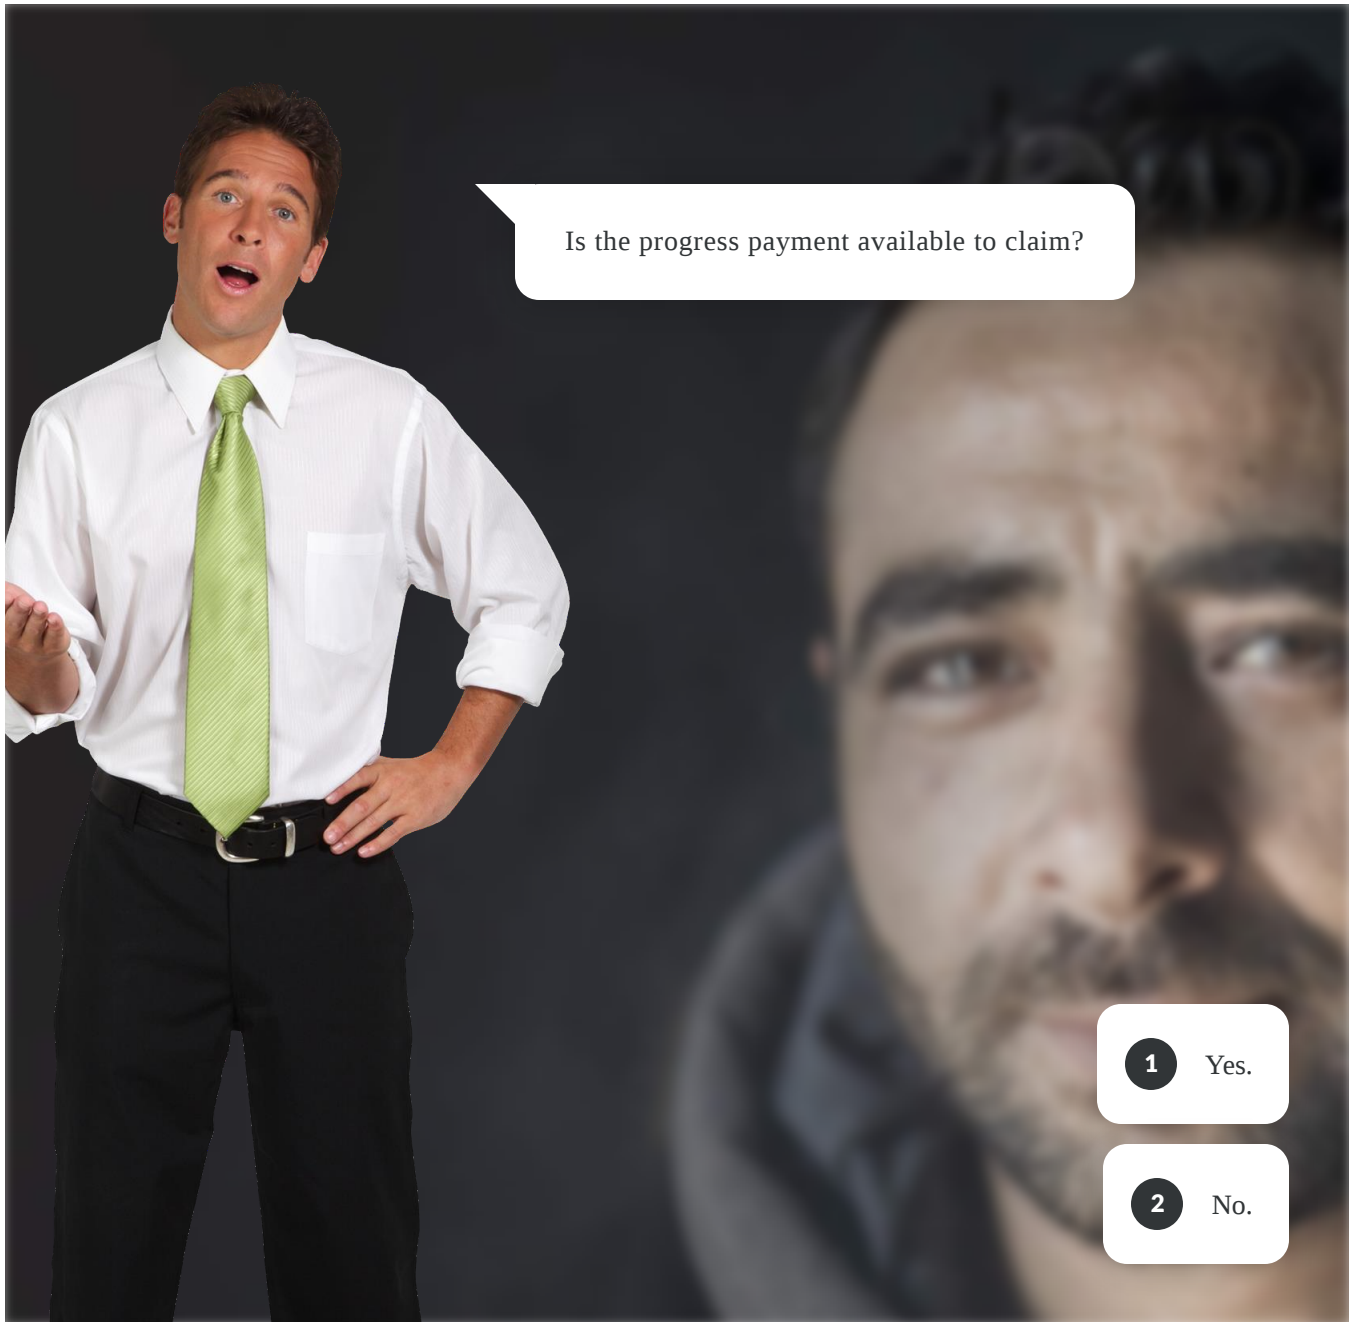 Is the progress payment available to claim?
1 Yes.
2 No.